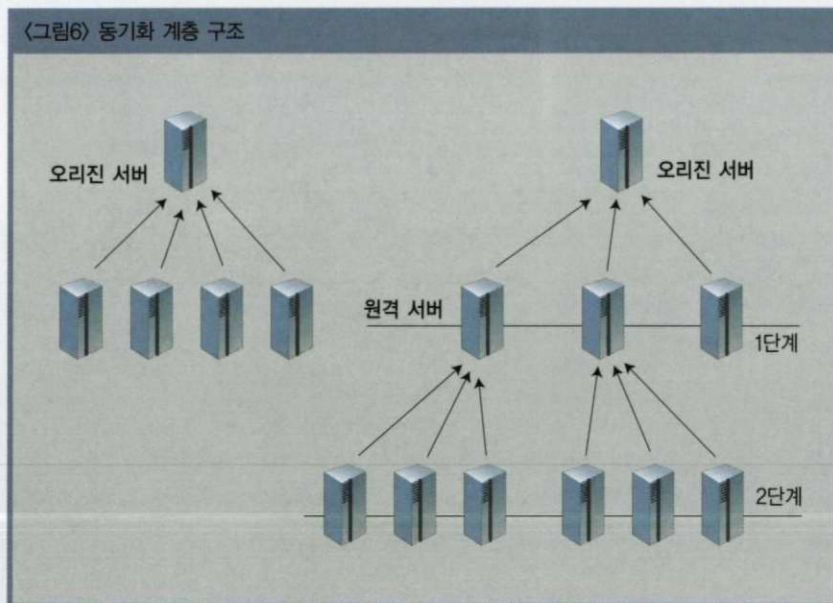 〈그림6〉 동기화 계층 구조
오리진 서버
오리진 서버
원격 서버
1단계
2단계